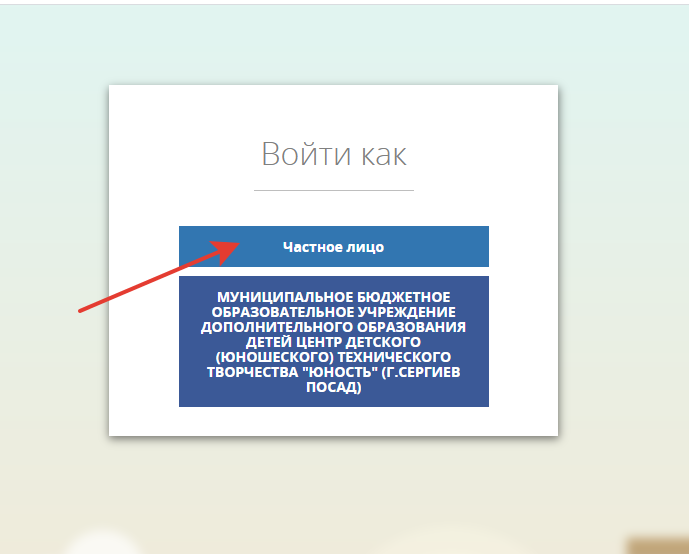 Войти как
Частное лицо
МУНИЦИПАЛЬНОЕ БЮДЖЕТНОЕ
ОБРАЗОВАТЕЛЬНОЕ УЧРЕЖДЕНИЕ
ДОПОЛНИТЕЛЬНОГО ОБРАЗОВАНИЯ
ДЕТЕЙ ЦЕНТР ДЕТСКОГО
(ЮНОШЕСКОГО) ТЕХНИЧЕСКОГО
ТВОРЧЕСТВА "ЮНОСТЬ" (Г.СЕРГИЕВ
ПОСАД)